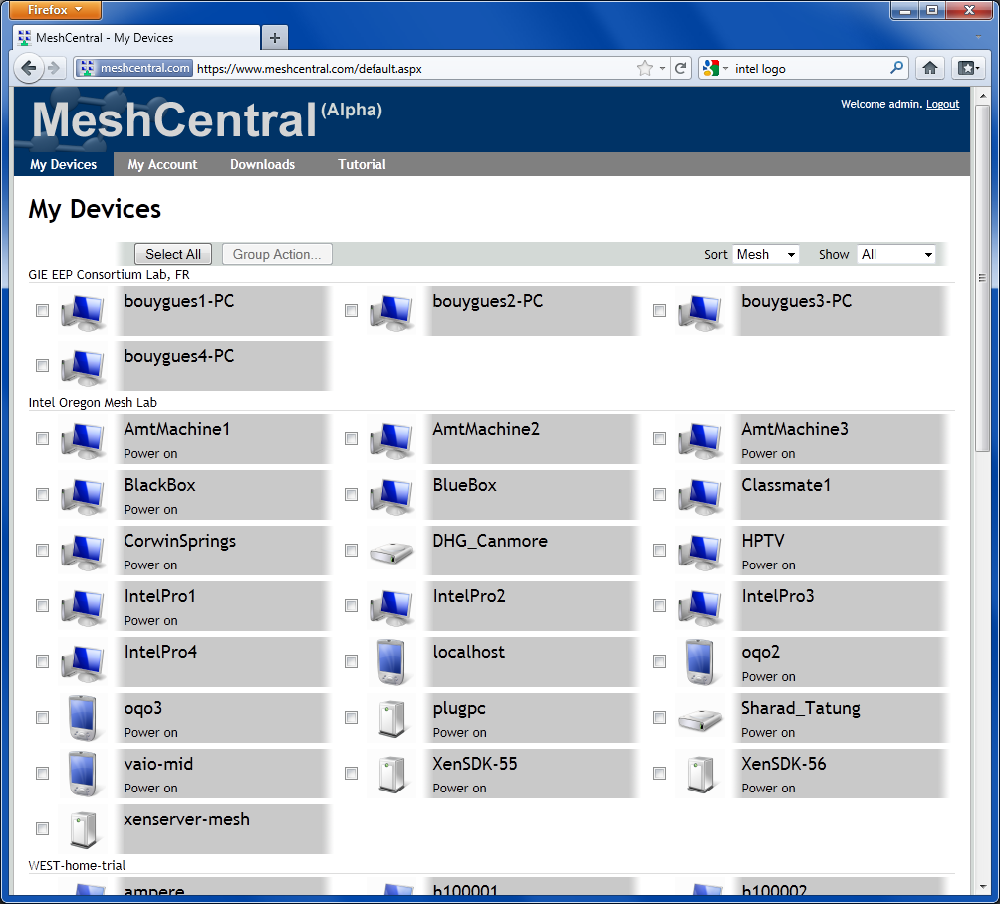 Firefox
MeshCentral - My Devices
meshcentral.com https://www.meshcentral.com/default.aspx intel logo
MeshCentral (Alpha) Welcome admin. Logout
My Devices My Account Downloads Tutorial
My Devices
Select All Group Action... Sort Mesh Show All
GIE EEP Consortium Lab, FR
bouygues1-PC bouygues2-PC bouygues3-PC
bouygues4-PC
Intel Oregon Mesh Lab
AmtMachine1 AmtMachine2 AmtMachine3
Power on Power on
BlackBox BlueBox Classmate1
Power on
CorwinSprings DHG_Canmore HPTV
Power on Power on
IntelPro1 IntelPro2 IntelPro3
Power on
IntelPro4 localhost oqo2
Power on
oqo3 plugpc Sharad_Tatung
Power on Power on Power on
vaio-mid XenSDK-55 XenSDK-56
Power on Power on Power on
xenserver-mesh
WEST-home-trial
ampere b100001 b100002